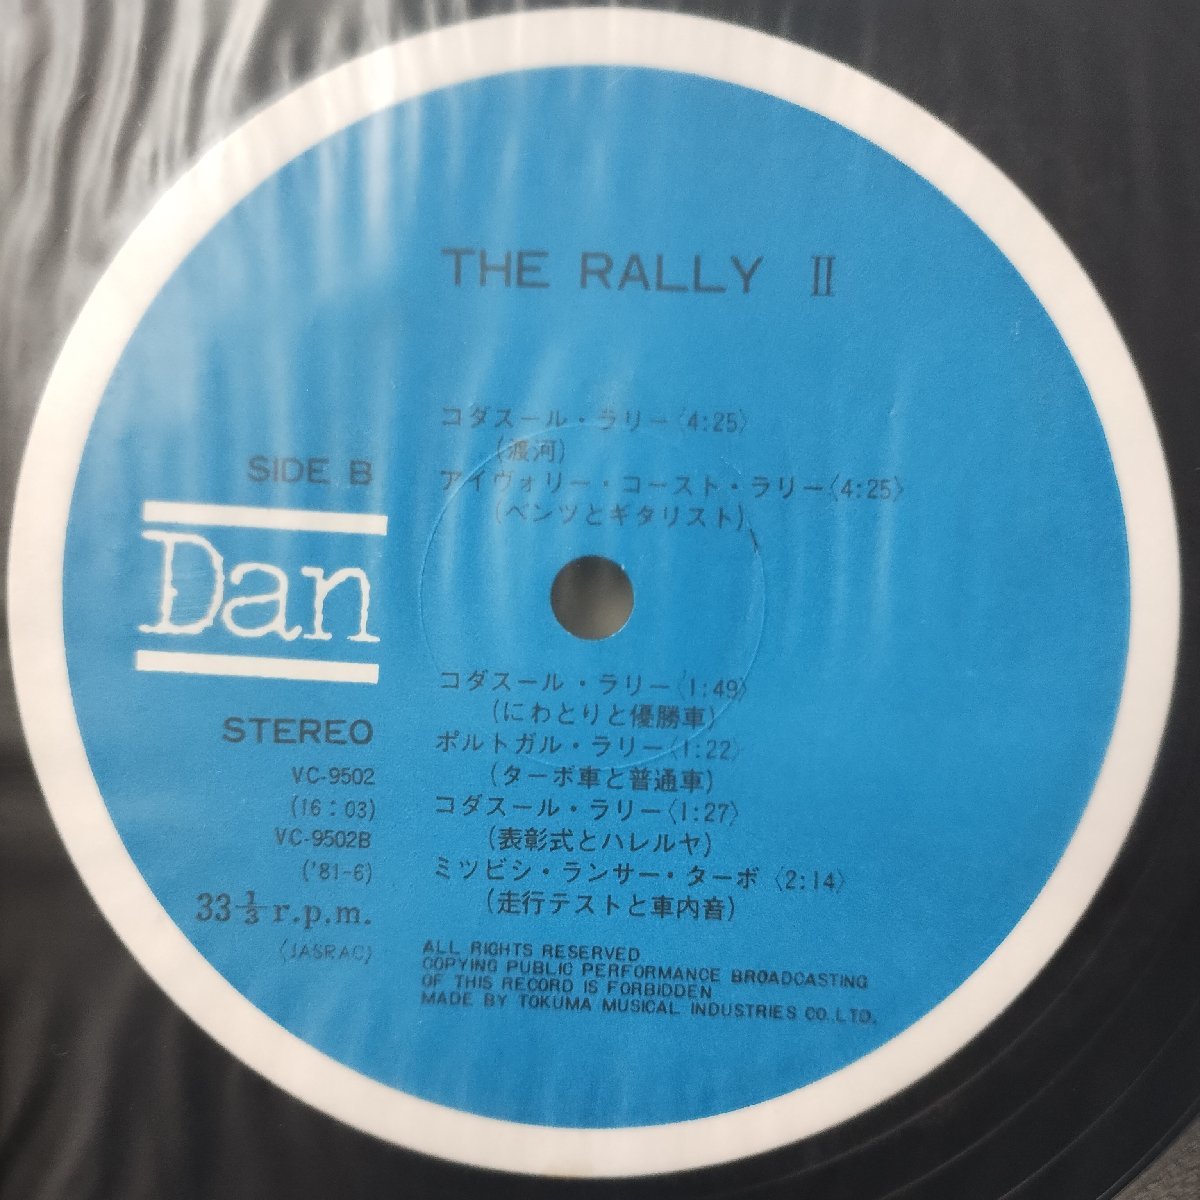 THE RALLY II
コダスール・ラリー〈4:25〉
(渡河)
アイヴォリー・コースト・ラリー〈4:25〉
(ベンツとギタリスト)
コダスール・ラリー〈1:49〉
(にわとりと優勝車)
ポルトガル・ラリー〈1:22〉
(ターボ車と普通車)
コダスール・ラリー〈1:27〉
(表彰式とハレルヤ)
ミツビシ・ランサー・ターボ〈2:14〉
(走行テストと車内音)
SIDE B
Dan
STEREO
VC-9502
(16:03)
VC-9502B
('81-6)
33 1/3 r.p.m.
〈JASRAC〉
ALL RIGHTS RESERVED
COPYING PUBLIC PERFORMANCE BROADCASTING
OF THIS RECORD IS FORBIDDEN
MADE BY TOKUMA MUSICAL INDUSTRIES CO.LTD.